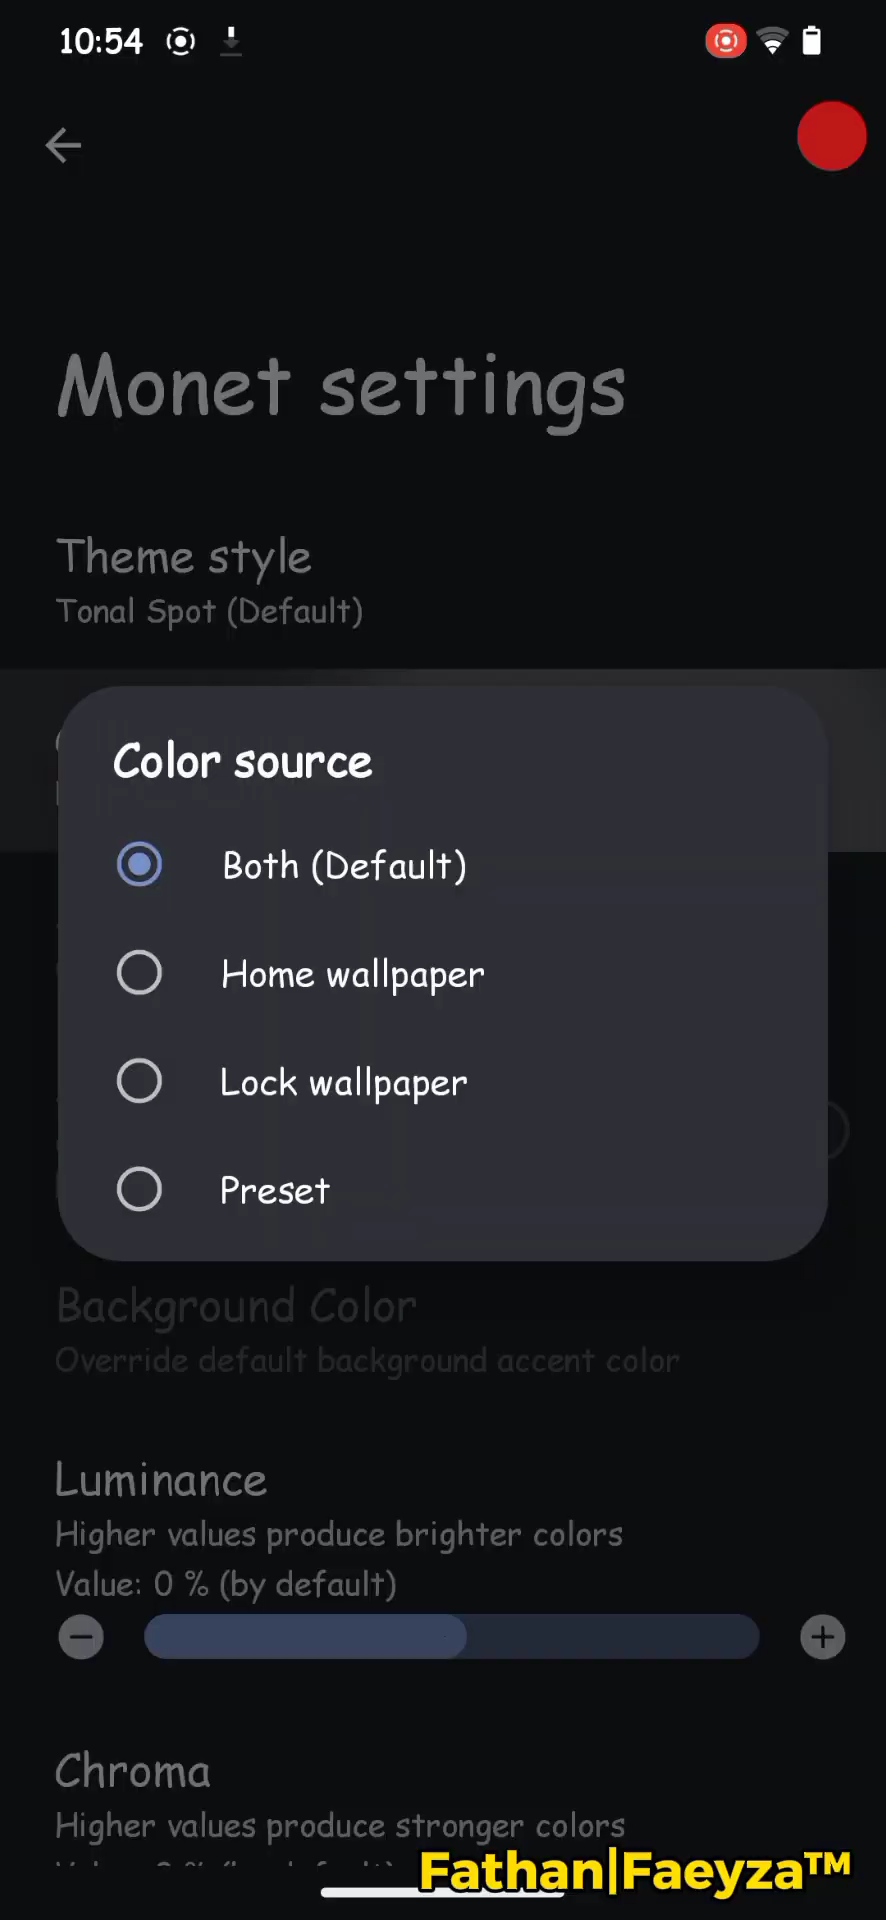 10:54
Monet settings
Theme style
Tonal Spot (Default)
Color source
Both (Default)
Home wallpaper
Lock wallpaper
Preset
Background Color
Override default background accent color
Luminance
Higher values produce brighter colors
Value: 0 % (by default)
Chroma
Higher values produce stronger colors
Fathan|Faeyza™